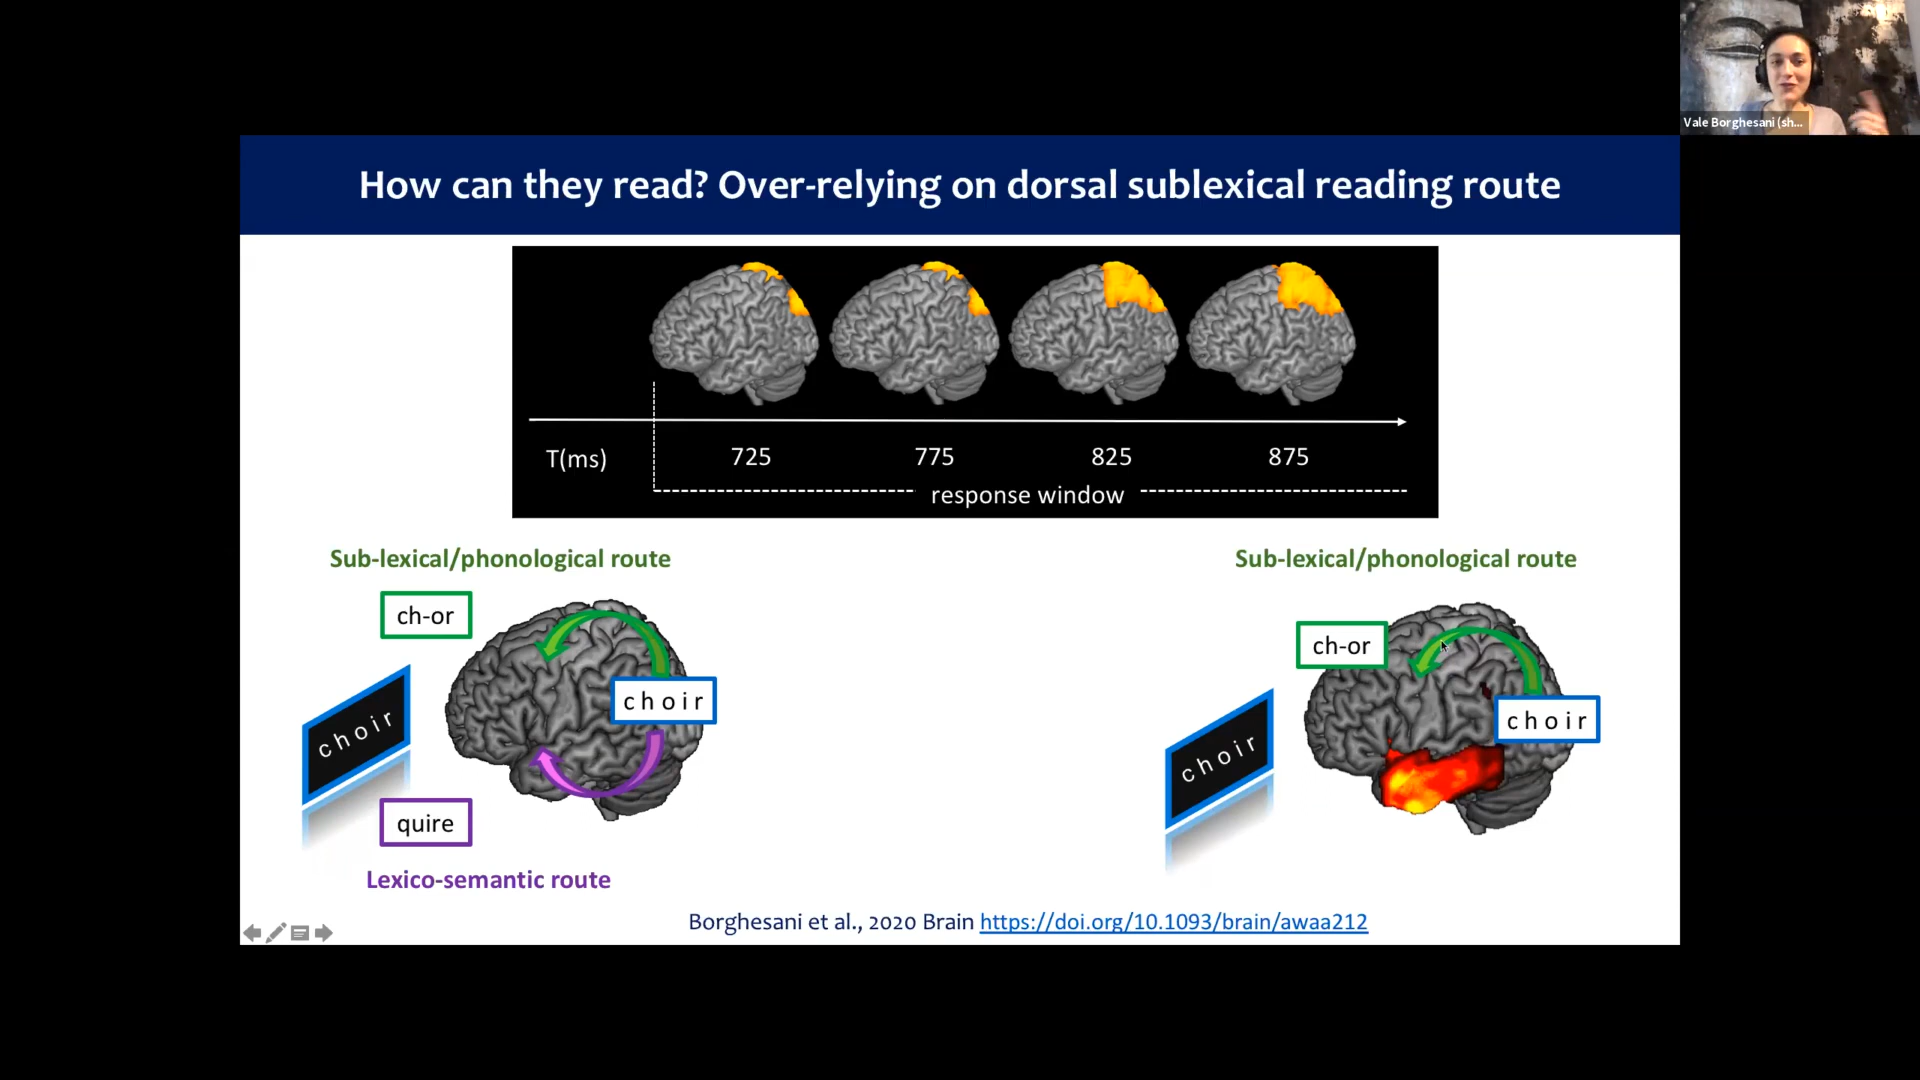 Vale Borghesani (sh...
How can they read? Over-relying on dorsal sublexical reading route
T(ms) 725 775 825 875
response window
Sub-lexical/phonological route
ch-or
choir
choir
quire
Lexico-semantic route
Sub-lexical/phonological route
ch-or
choir
choir
Borghesani et al., 2020 Brain https://doi.org/10.1093/brain/awaa212